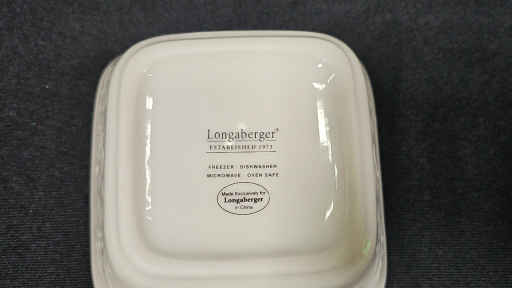 Longaberger®
ESTABLISHED 1973
FREEZER · DISHWASHER
MICROWAVE · OVEN SAFE
Made Exclusively for
Longaberger
in China